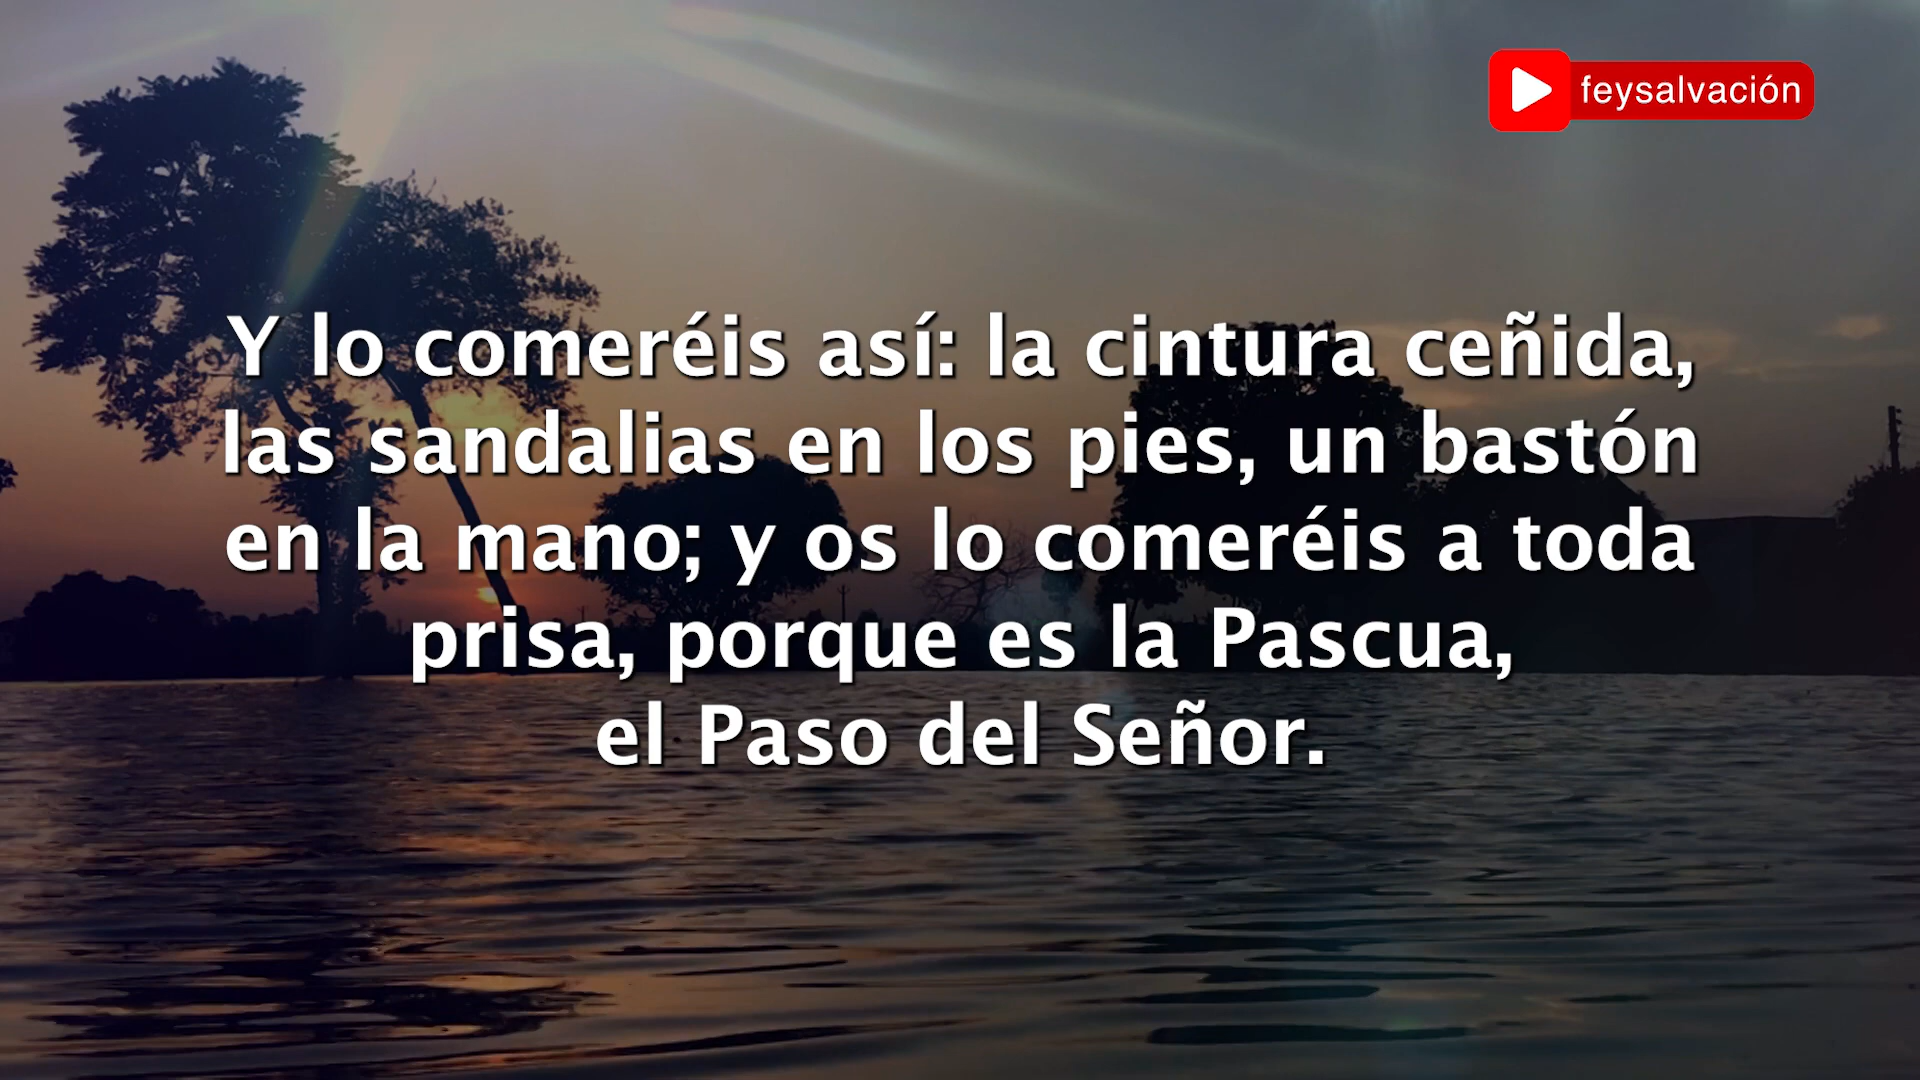 feysalvación
Y lo comeréis así: la cintura ceñida,
las sandalias en los pies, un bastón
en la mano; y os lo comeréis a toda
prisa, porque es la Pascua,
el Paso del Señor.